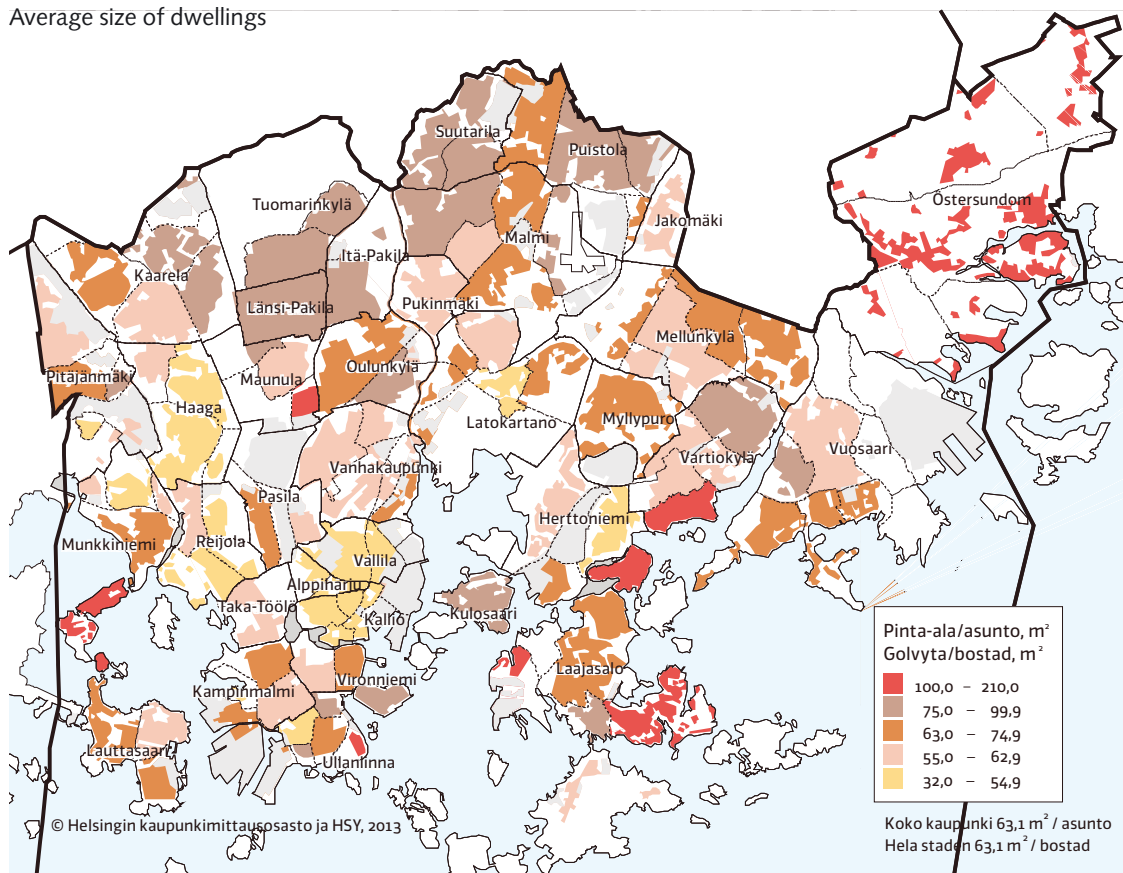 Average size of dwellings
Suutarila
Puistola
Tuomarinkylä
Östersundom
Jakomäki
Malmi
Itä-Pakila
Kaarela
Länsi-Pakila
Pukinmäki
Mellunkylä
Oulunkylä
Pitäjänmäki
Maunula
Haaga
Latokartano
Myllypuro
Vuosaari
Vartiokylä
Vanhakaupunki
Pasila
Herttoniemi
Munkkiniemi
Reijola
Vallila
Alppiharju
Taka-Töölö
Kallio
Kulosaari
Laajasalo
Vironniemi
Kampinmalmi
Lauttasaari
Ullanlinna
Pinta-ala/asunto, m²
Golvyta/bostad, m²
100,0 – 210,0
75,0 – 99,9
63,0 – 74,9
55,0 – 62,9
32,0 – 54,9
© Helsingin kaupunkimittausosasto ja HSY, 2013
Koko kaupunki 63,1 m² / asunto
Hela staden 63,1 m² / bostad